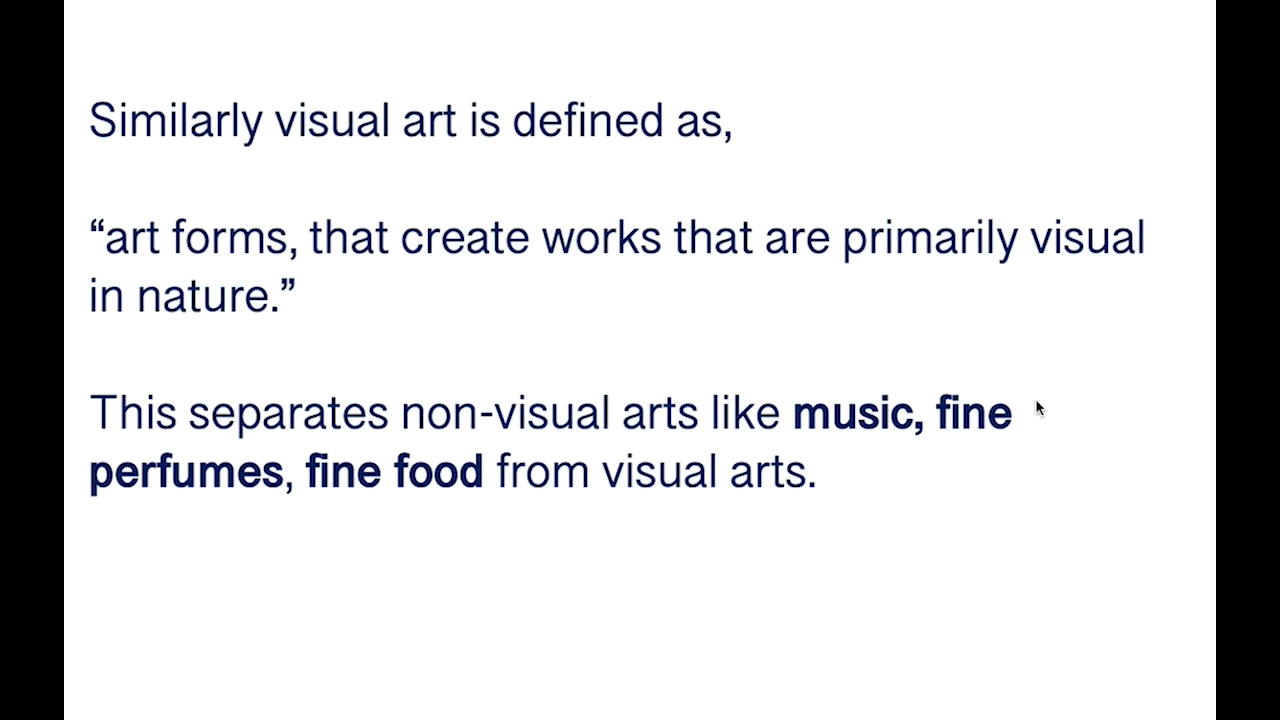 Similarly visual art is defined as,
“art forms, that create works that are primarily visual
in nature.”
This separates non-visual arts like music, fine
perfumes, fine food from visual arts.